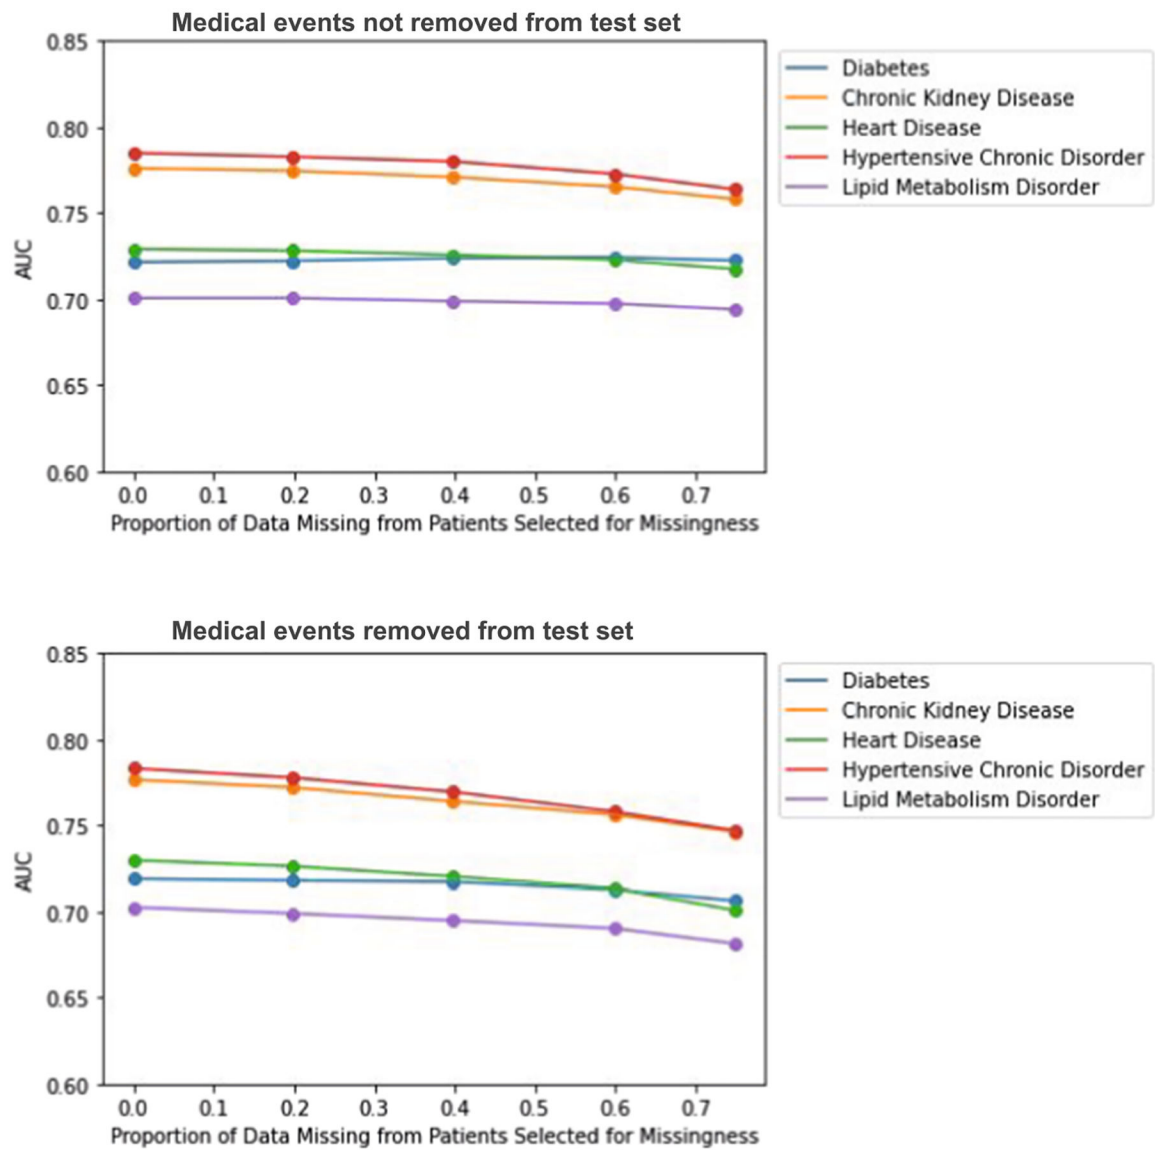 Medical events not removed from test set
0.85
0.80
0.75
0.70
0.65
0.60
AUC
0.0 0.1 0.2 0.3 0.4 0.5 0.6 0.7
Proportion of Data Missing from Patients Selected for Missingness
Diabetes
Chronic Kidney Disease
Heart Disease
Hypertensive Chronic Disorder
Lipid Metabolism Disorder
Medical events removed from test set
0.85
0.80
0.75
0.70
0.65
0.60
AUC
0.0 0.1 0.2 0.3 0.4 0.5 0.6 0.7
Proportion of Data Missing from Patients Selected for Missingness
Diabetes
Chronic Kidney Disease
Heart Disease
Hypertensive Chronic Disorder
Lipid Metabolism Disorder